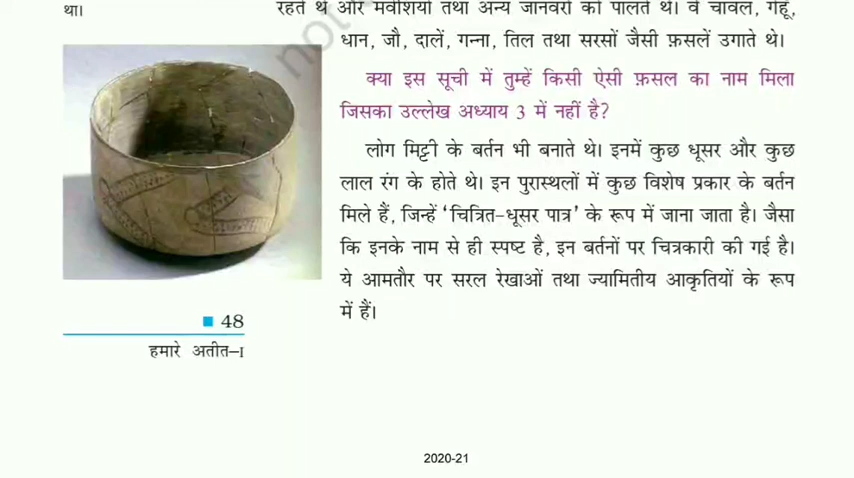 था।
रहते थे और मवेशियों तथा अन्य जानवरों को पालते थे। वे चावल, गेहूं,
धान, जौ, दालें, गन्ना, तिल तथा सरसों जैसी फ़सलें उगाते थे।
क्या इस सूची में तुम्हें किसी ऐसी फ़सल का नाम मिला
जिसका उल्लेख अध्याय 3 में नहीं है?
लोग मिट्टी के बर्तन भी बनाते थे। इनमें कुछ धूसर और कुछ
लाल रंग के होते थे। इन पुरास्थलों में कुछ विशेष प्रकार के बर्तन
मिले हैं, जिन्हें ‘चित्रित-धूसर पात्र’ के रूप में जाना जाता है। जैसा
कि इनके नाम से ही स्पष्ट है, इन बर्तनों पर चित्रकारी की गई है।
ये आमतौर पर सरल रेखाओं तथा ज्यामितीय आकृतियों के रूप
में हैं।
48
हमारे अतीत–I
2020-21